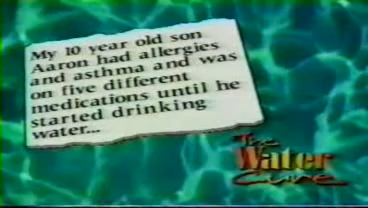 My 10 year old son
Aaron had allergies
and asthma and was
on five different
medications until he
started drinking
water...
The
Water
Cure